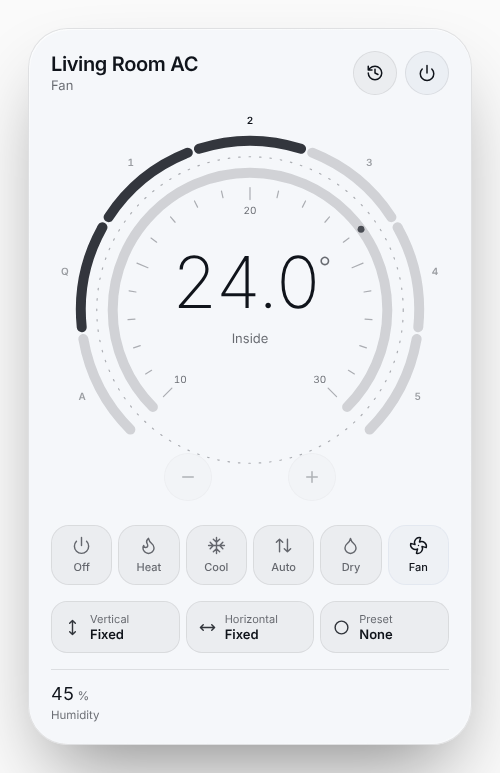 Living Room AC
Fan
2
1
3
20
Q
4
24.0°
Inside
A
10
30
5
Off
Heat
Cool
Auto
Dry
Fan
Vertical
Fixed
Horizontal
Fixed
Preset
None
45 %
Humidity